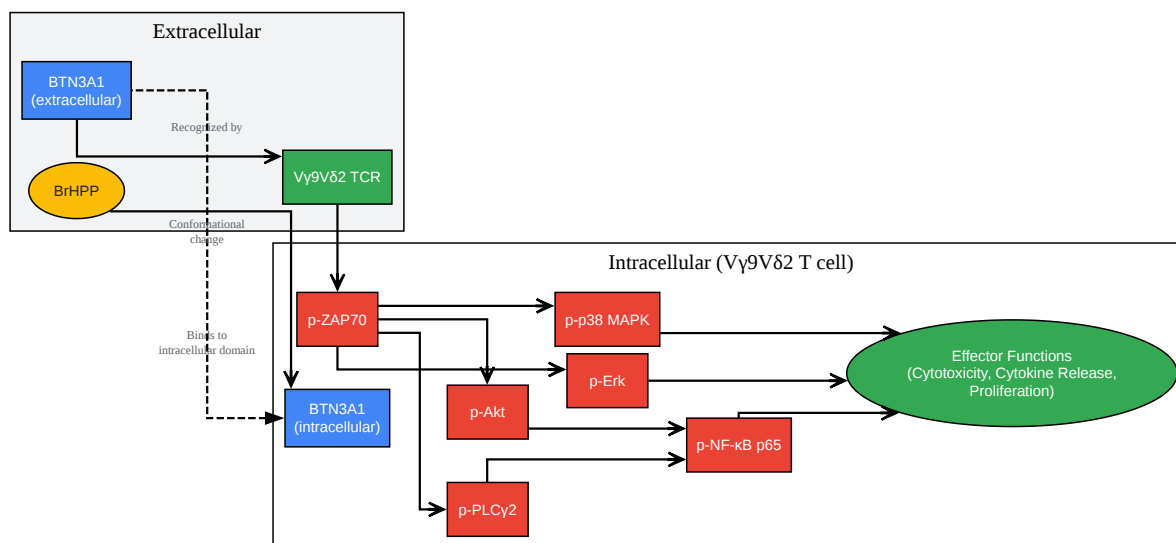 Extracellular
BTN3A1
(extracellular)
Recognized by
Vγ9Vδ2 TCR
BrHPP
Conformational
change
Intracellular (Vγ9Vδ2 T cell)
p-ZAP70
p-p38 MAPK
Binds to
intracellular domain
p-Erk
Effector Functions
(Cytotoxicity, Cytokine Release,
Proliferation)
BTN3A1
(intracellular)
p-Akt
p-NF-κB p65
p-PLCγ2